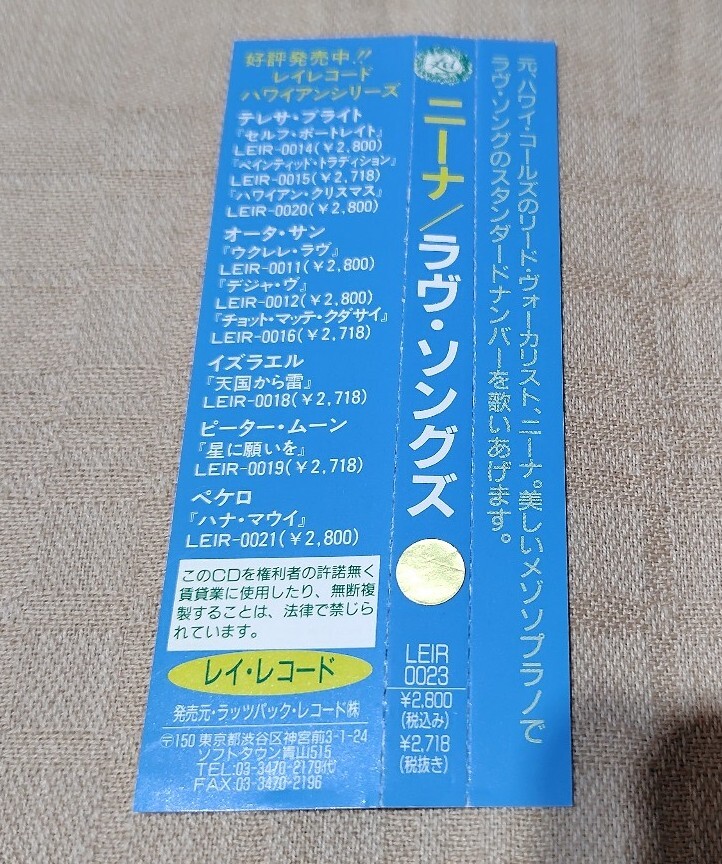 元、ハワイ・コールズのリード・ヴォーカリスト、ニーナ。美しいメゾソプラノで
ラヴ・ソングのスタンダードナンバーを歌いあげます。
ニーナ/ラヴ・ソングズ
LEIR
0023
¥2,800
(税込み)
¥2,718
(税抜き)
好評発売中!!
レイレコード
ハワイアンシリーズ
テレサ・ブライト
『セルフ・ポートレイト』
LEIR-0014(¥2,800)
『ペインティッド・トラディション』
LEIR-0015(¥2,718)
『ハワイアン・クリスマス』
LEIR-0020(¥2,800)
オータ・サン
『ウクレレ・ラヴ』
LEIR-0011(¥2,800)
『デジャ・ヴ』
LEIR-0012(¥2,800)
『チョット・マッテ・クダサイ』
LEIR-0016(¥2,718)
イズラエル
『天国から雷』
LEIR-0018(¥2,718)
ピーター・ムーン
『星に願いを』
LEIR-0019(¥2,718)
ペケロ
『ハナ・マウイ』
LEIR-0021(¥2,800)
このCDを権利者の許諾無く
賃貸業に使用したり、無断複
製することは、法律で禁じら
れています。
レイ・レコード
発売元・ラッツパック・レコード㈱
〒150 東京都渋谷区神宮前3-1-24
ソフトタウン青山515
TEL:03-3470-2179代
FAX:03-3470-2196